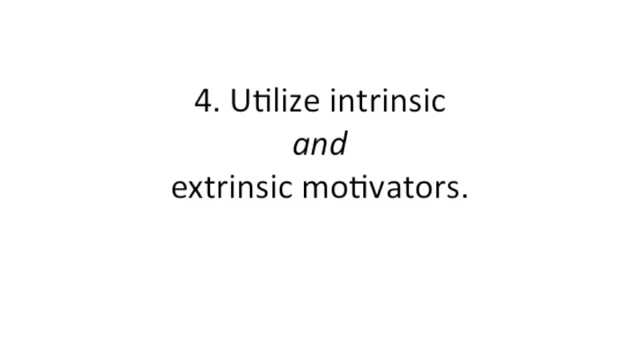 4. Utilize intrinsic
and
extrinsic motivators.